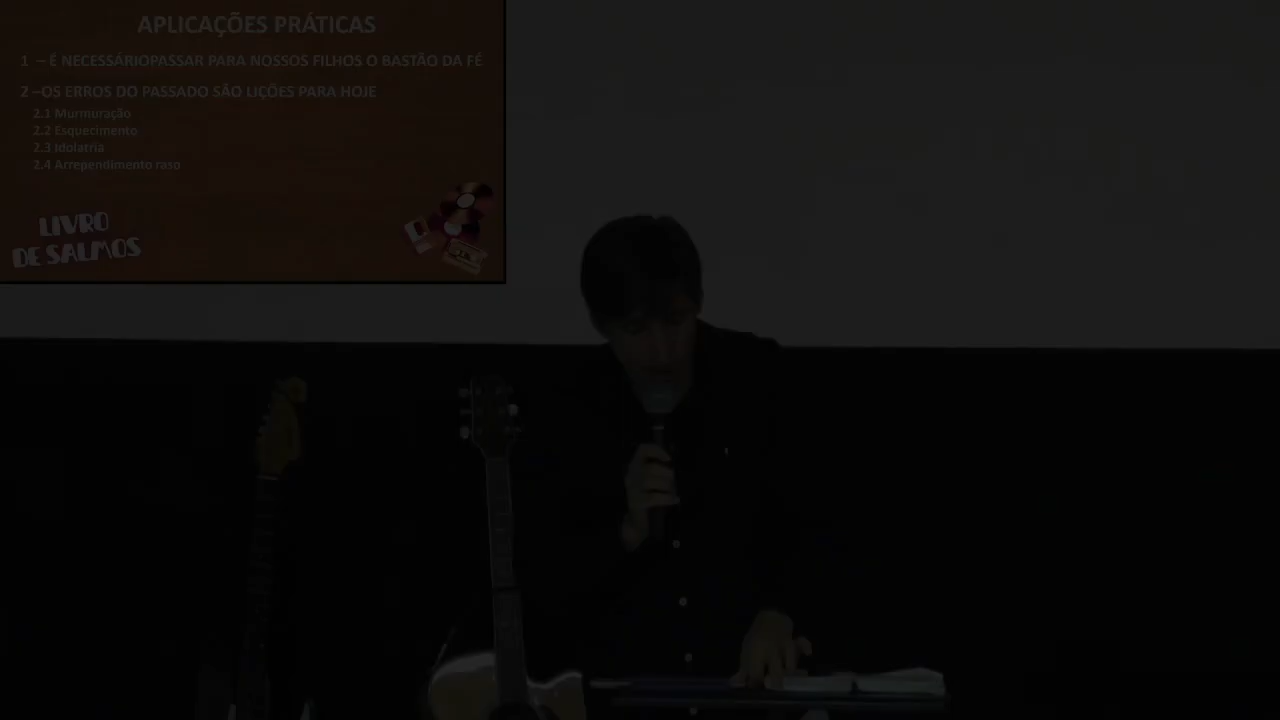 APLICAÇÕES PRÁTICAS
1 – É NECESSÁRIOPASSAR PARA NOSSOS FILHOS O BASTÃO DA FÉ
2 –OS ERROS DO PASSADO SÃO LIÇÕES PARA HOJE
2.1 Murmuração
2.2 Esquecimento
2.3 Idolatria
2.4 Arrependimento raso
LIVRO
DE SALMOS